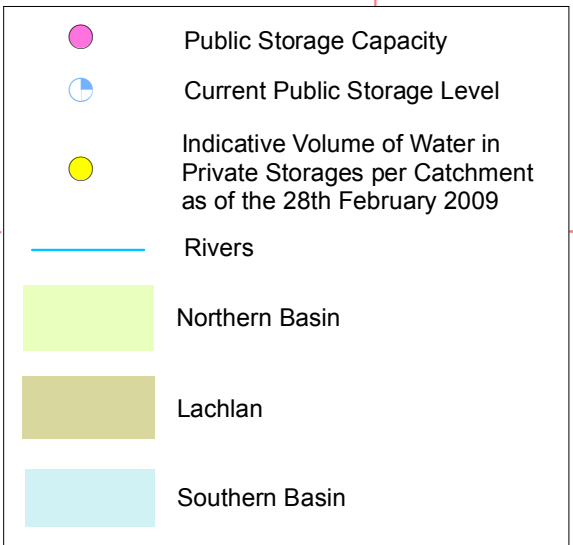 Public Storage Capacity
Current Public Storage Level
Indicative Volume of Water in
Private Storages per Catchment
as of the 28th February 2009
Rivers
Northern Basin
Lachlan
Southern Basin